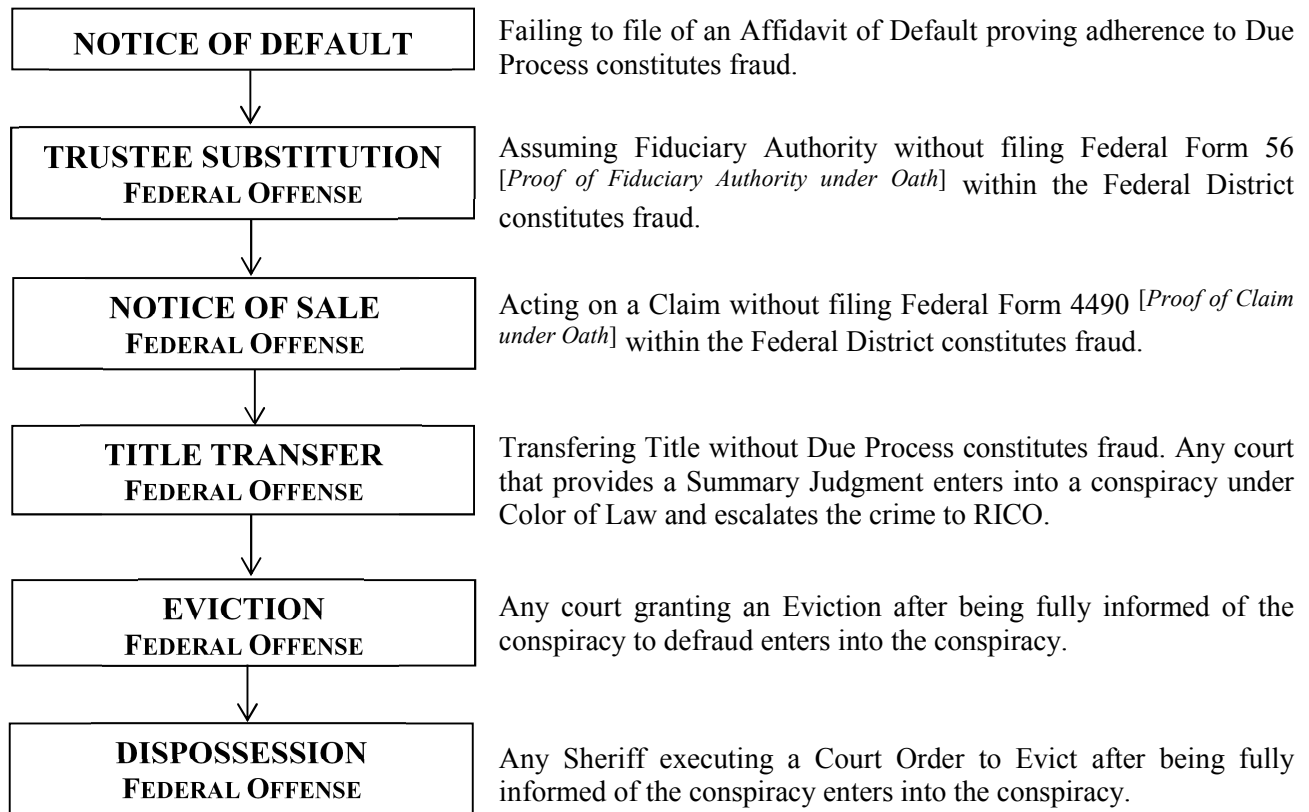 NOTICE OF DEFAULT
Failing to file of an Affidavit of Default proving adherence to Due
Process constitutes fraud.
TRUSTEE SUBSTITUTION
FEDERAL OFFENSE
Assuming Fiduciary Authority without filing Federal Form 56
[Proof of Fiduciary Authority under Oath] within the Federal District
constitutes fraud.
NOTICE OF SALE
FEDERAL OFFENSE
Acting on a Claim without filing Federal Form 4490 [Proof of Claim
under Oath] within the Federal District constitutes fraud.
TITLE TRANSFER
FEDERAL OFFENSE
Transfering Title without Due Process constitutes fraud. Any court
that provides a Summary Judgment enters into a conspiracy under
Color of Law and escalates the crime to RICO.
EVICTION
FEDERAL OFFENSE
Any court granting an Eviction after being fully informed of the
conspiracy to defraud enters into the conspiracy.
DISPOSSESSION
FEDERAL OFFENSE
Any Sheriff executing a Court Order to Evict after being fully
informed of the conspiracy enters into the conspiracy.